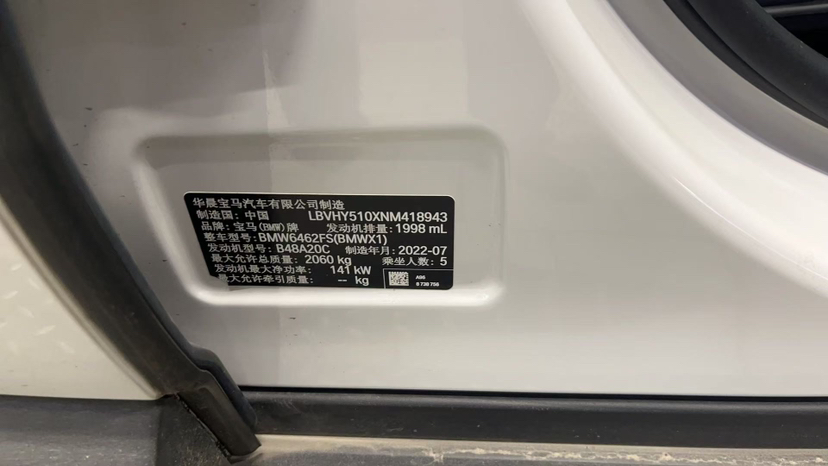 华晨宝马汽车有限公司制造
制造国: 中国 LBVHY510XNM418943
品牌: 宝马(BMW)牌 发动机排量: 1998 mL
整车型号: BMW6462FS(BMWX1)
发动机型号: B48A20C 制造年月: 2022-07
最大允许总质量: 2060 kg 乘坐人数: 5
发动机最大净功率: 141 kW
最大允许牵引质量: -- kg
A99